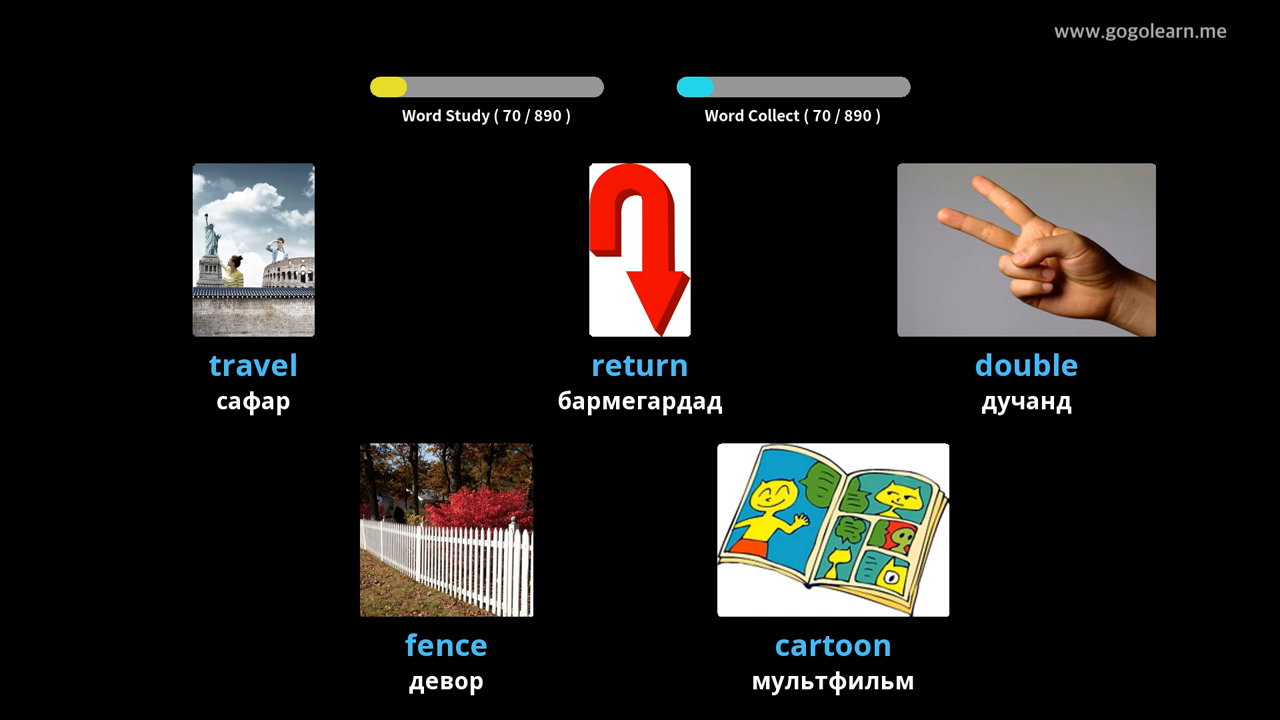 www.gogolearn.me
Word Study ( 70 / 890 )
Word Collect ( 70 / 890 )
travel
сафар
return
бармегардад
double
дучанд
fence
девор
cartoon
мультфильм